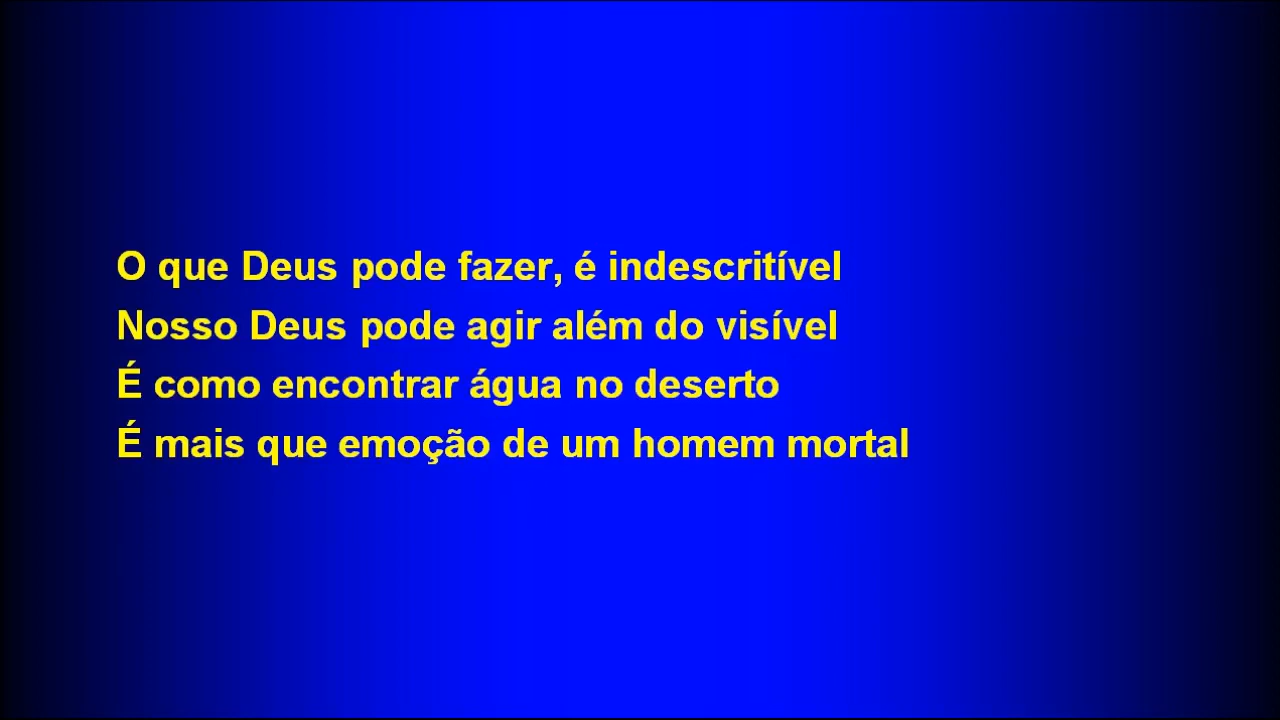 O que Deus pode fazer, é indescritível
Nosso Deus pode agir além do visível
É como encontrar água no deserto
É mais que emoção de um homem mortal